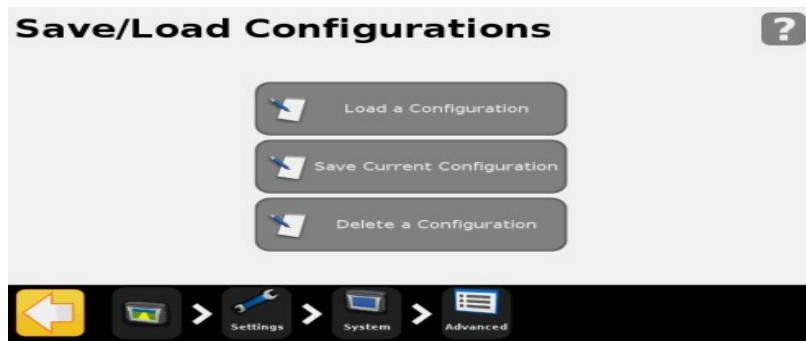 Save/Load Configurations
?
Load a Configuration
Save Current Configuration
Delete a Configuration
Settings
System
Advanced